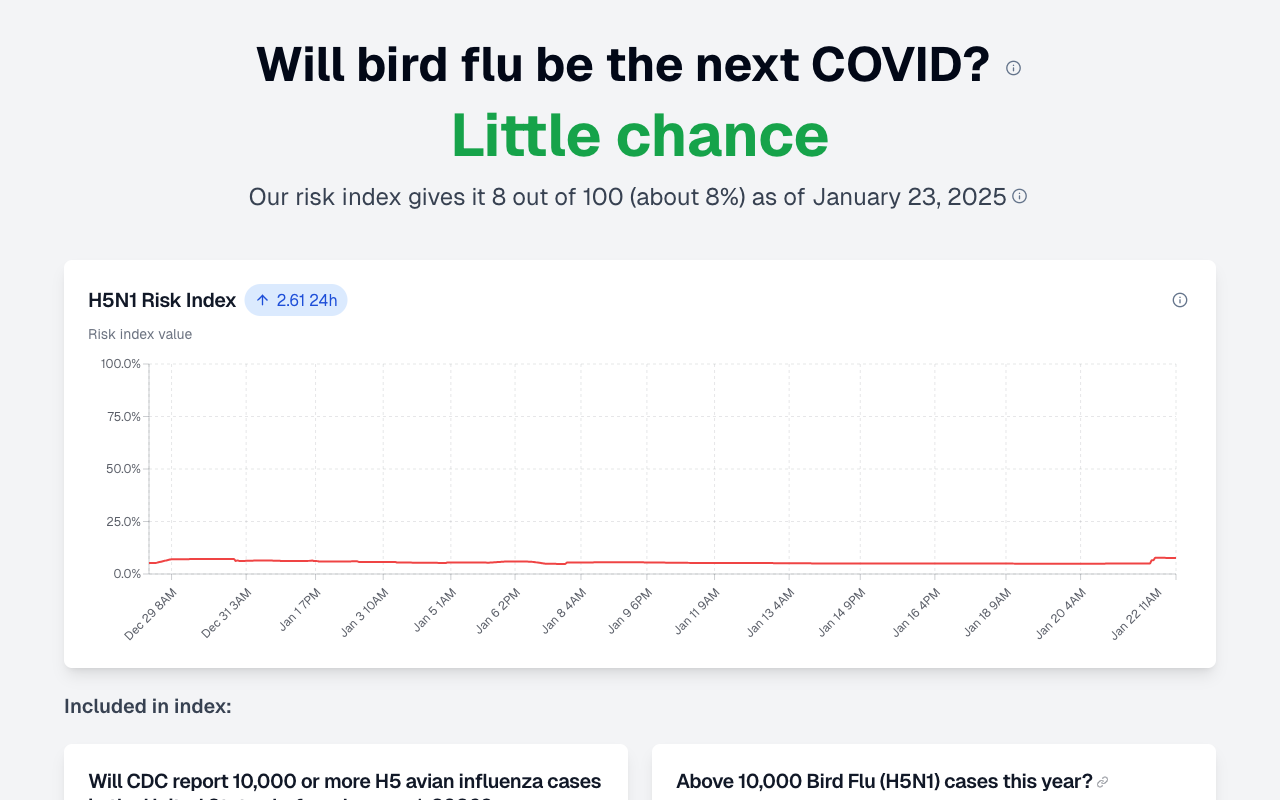 Will bird flu be the next COVID?
Little chance
Our risk index gives it 8 out of 100 (about 8%) as of January 23, 2025
H5N1 Risk Index
2.61 24h
Risk index value
100.0%
75.0%
50.0%
25.0%
0.0%
Dec 29 8AM
Dec 31 3AM
Jan 1 7PM
Jan 3 10AM
Jan 5 1AM
Jan 6 2PM
Jan 8 4AM
Jan 9 6PM
Jan 11 9AM
Jan 13 4AM
Jan 14 9PM
Jan 16 4PM
Jan 18 9AM
Jan 20 4AM
Jan 22 11AM
Included in index:
Will CDC report 10,000 or more H5 avian influenza cases
Above 10,000 Bird Flu (H5N1) cases this year?